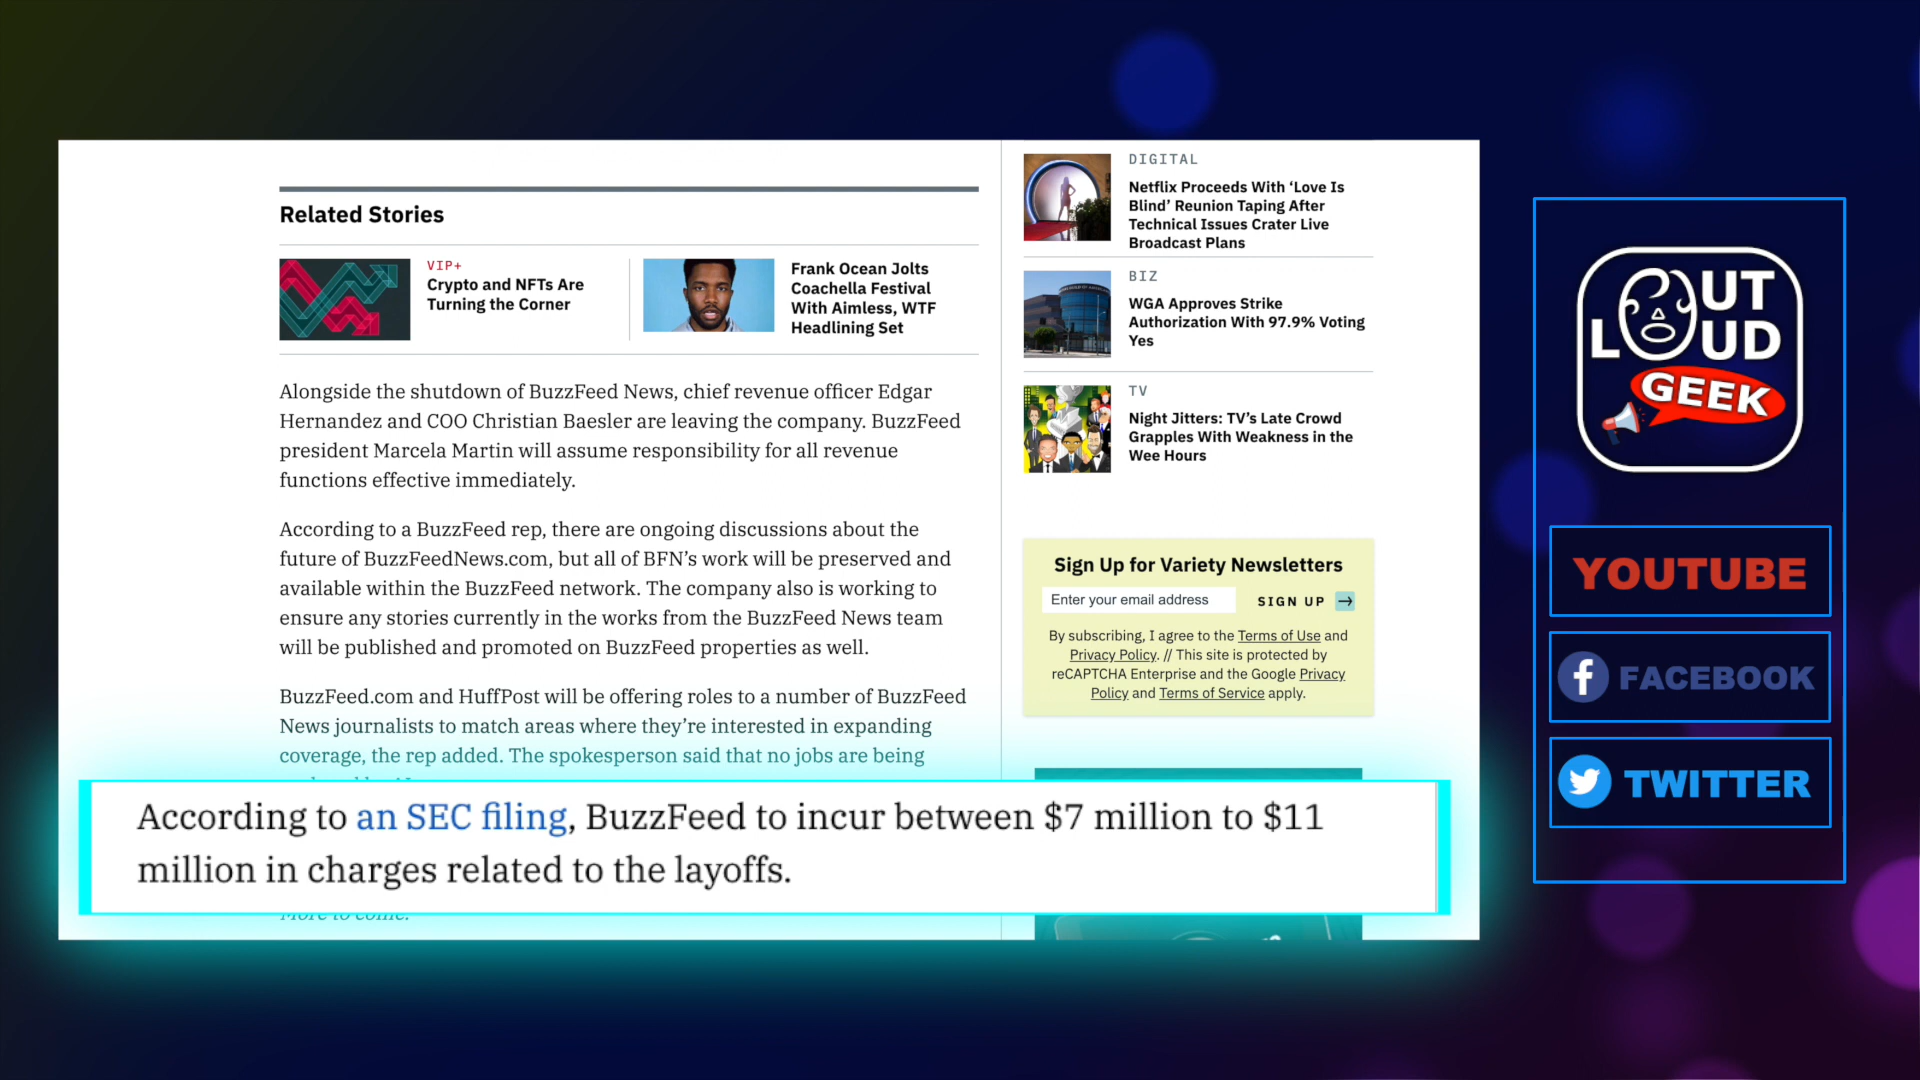 Related Stories
VIP+
Crypto and NFTs Are
Turning the Corner
Frank Ocean Jolts
Coachella Festival
With Aimless, WTF
Headlining Set
Alongside the shutdown of BuzzFeed News, chief revenue officer Edgar
Hernandez and COO Christian Baesler are leaving the company. BuzzFeed
president Marcela Martin will assume responsibility for all revenue
functions effective immediately.
According to a BuzzFeed rep, there are ongoing discussions about the
future of BuzzFeedNews.com, but all of BFN’s work will be preserved and
available within the BuzzFeed network. The company also is working to
ensure any stories currently in the works from the BuzzFeed News team
will be published and promoted on BuzzFeed properties as well.
BuzzFeed.com and HuffPost will be offering roles to a number of BuzzFeed
News journalists to match areas where they’re interested in expanding
coverage, the rep added. The spokesperson said that no jobs are being
According to an SEC filing, BuzzFeed to incur between $7 million to $11
million in charges related to the layoffs.
More to come.
DIGITAL
Netflix Proceeds With ‘Love Is
Blind’ Reunion Taping After
Technical Issues Crater Live
Broadcast Plans
BIZ
WGA Approves Strike
Authorization With 97.9% Voting
Yes
TV
Night Jitters: TV’s Late Crowd
Grapples With Weakness in the
Wee Hours
Sign Up for Variety Newsletters
Enter your email address
SIGN UP →
By subscribing, I agree to the Terms of Use and
Privacy Policy. // This site is protected by
reCAPTCHA Enterprise and the Google Privacy
Policy and Terms of Service apply.
OUT
LOUD
GEEK
YOUTUBE
FACEBOOK
TWITTER